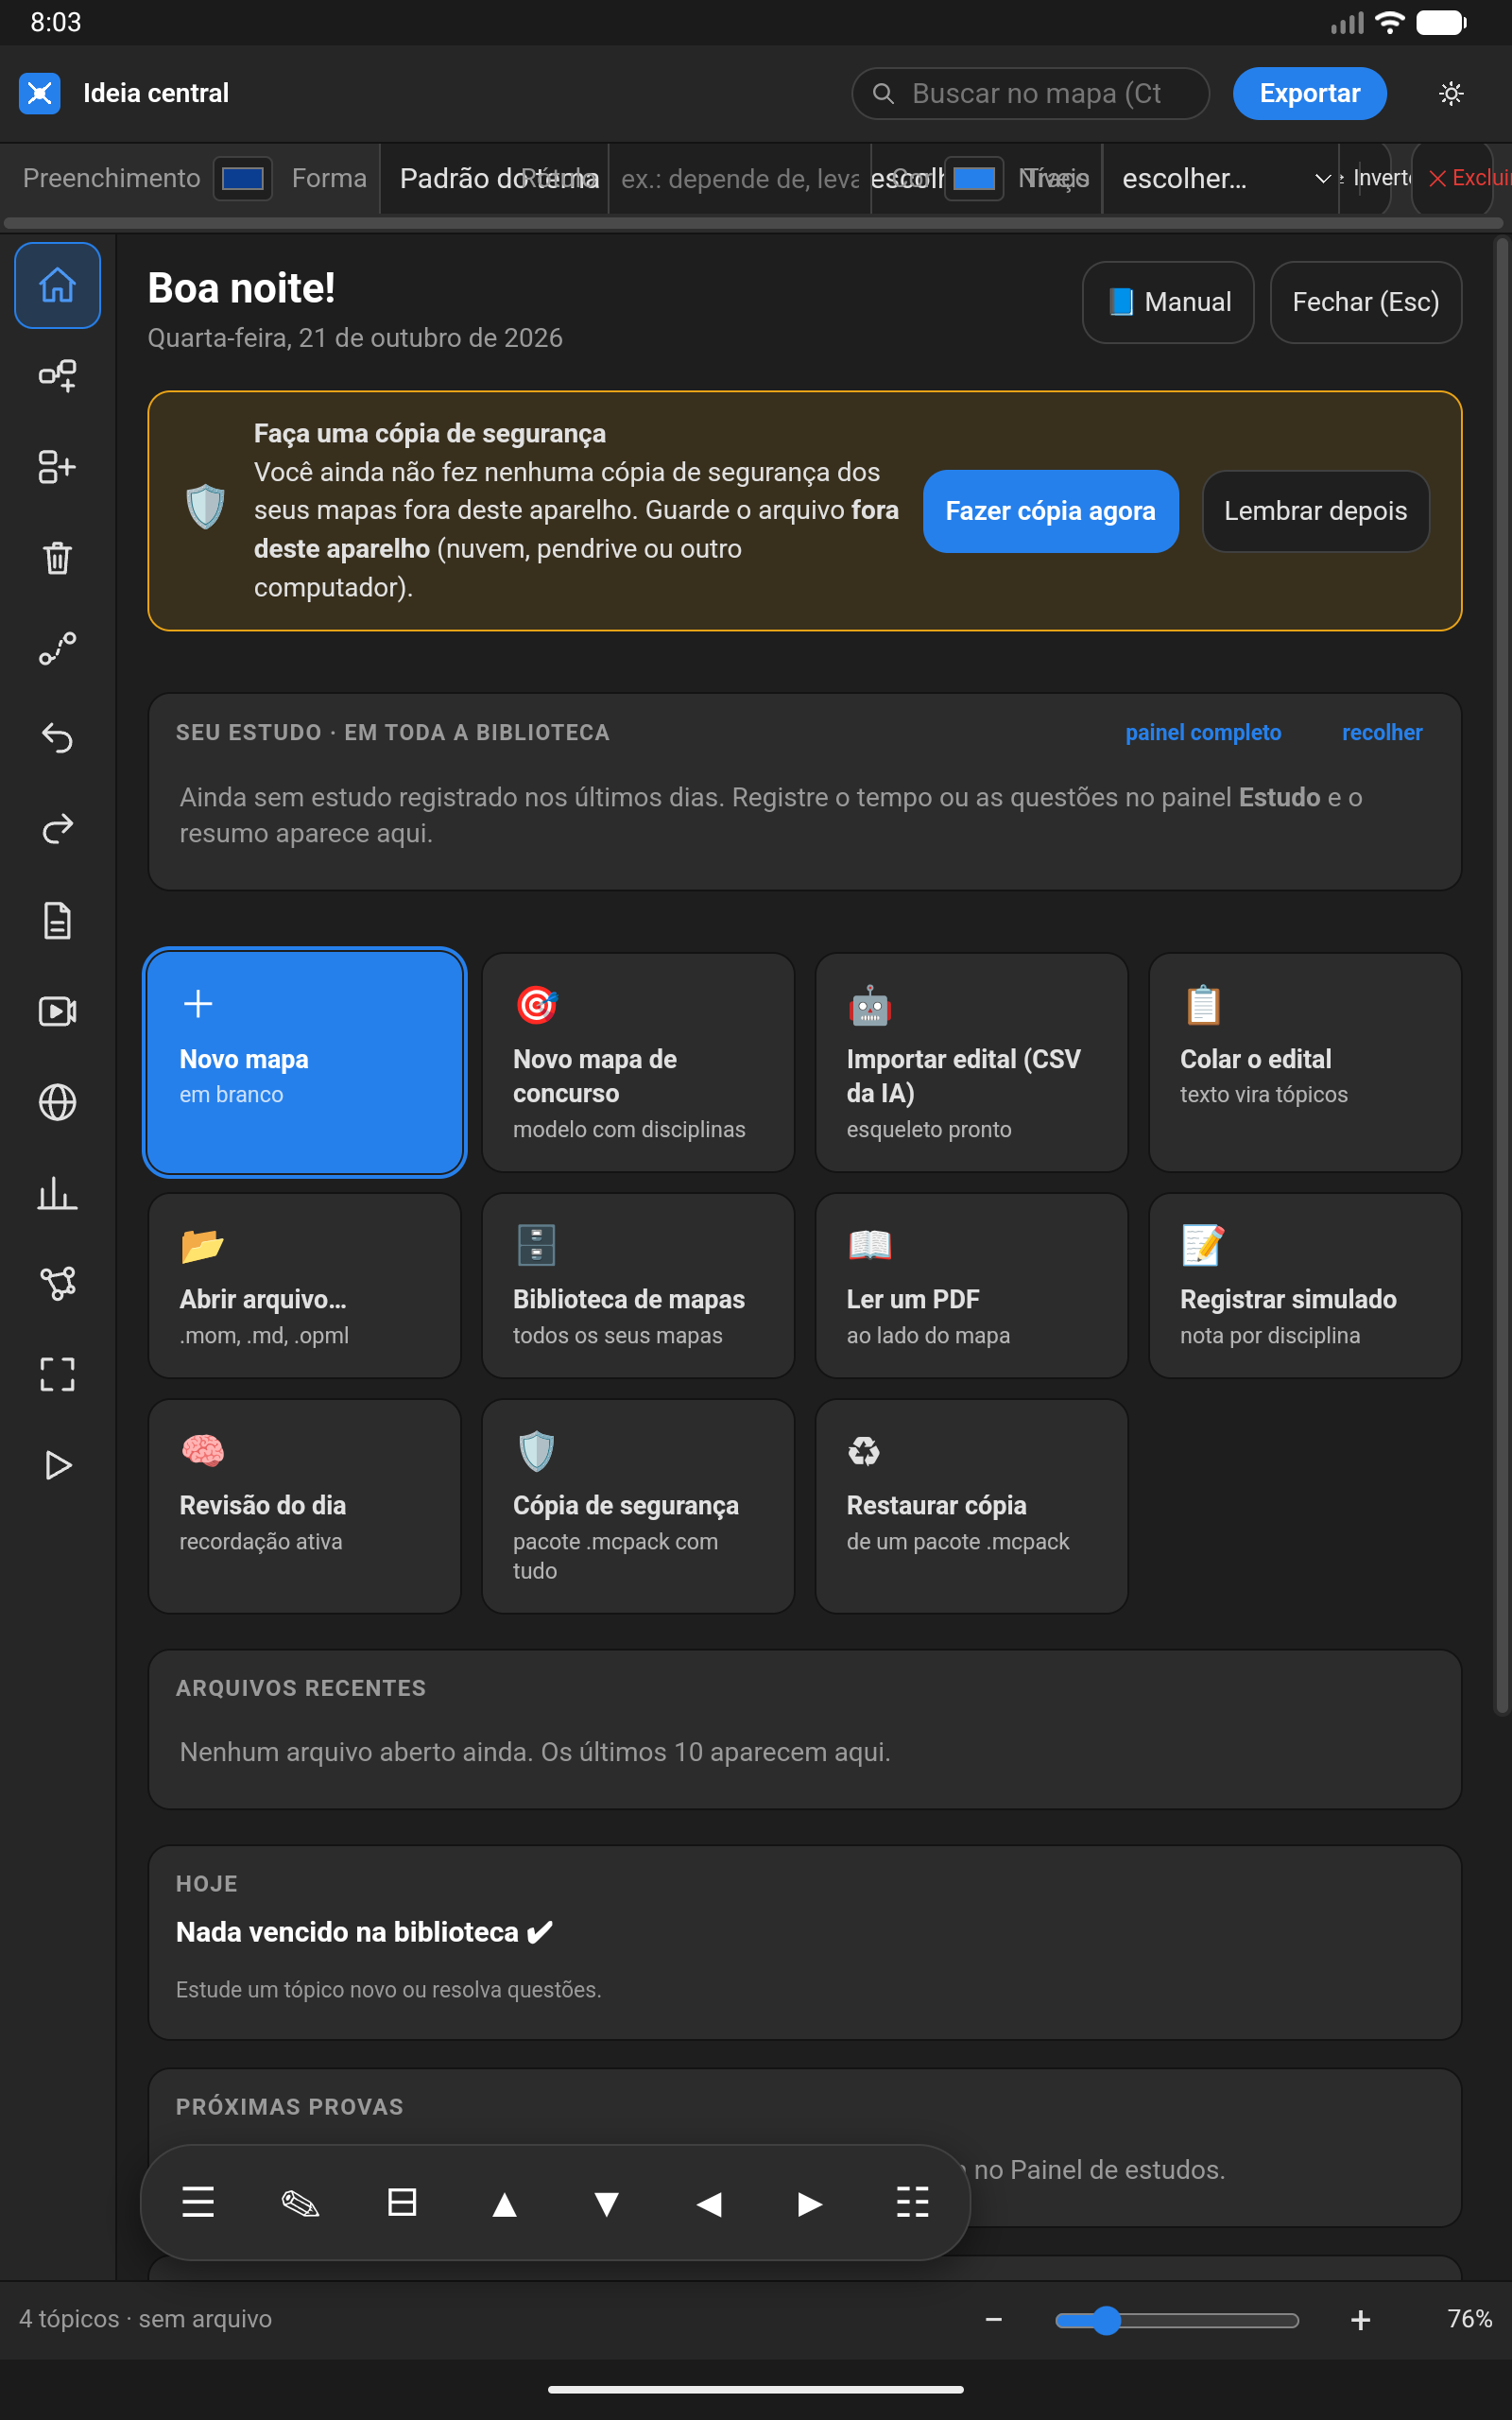 8:03
Ideia central
Buscar no mapa (Ct
Exportar
Preenchimento
Forma
Padrão do tema
ex.: depende de, leva
Níveis
escolher...
Excluir
Boa noite!
Quarta-feira, 21 de outubro de 2026
Manual
Fechar (Esc)
Faça uma cópia de segurança
Você ainda não fez nenhuma cópia de segurança dos
seus mapas fora deste aparelho. Guarde o arquivo fora
deste aparelho (nuvem, pendrive ou outro
computador).
Fazer cópia agora
Lembrar depois
SEU ESTUDO · EM TODA A BIBLIOTECA
painel completo
recolher
Ainda sem estudo registrado nos últimos dias. Registre o tempo ou as questões no painel Estudo e o
resumo aparece aqui.
Novo mapa
em branco
Novo mapa de
concurso
modelo com disciplinas
Importar edital (CSV
da IA)
esqueleto pronto
Colar o edital
texto vira tópicos
Abrir arquivo...
.mom, .md, .opml
Biblioteca de mapas
todos os seus mapas
Ler um PDF
ao lado do mapa
Registrar simulado
nota por disciplina
Revisão do dia
recordação ativa
Cópia de segurança
pacote .mcpack com
tudo
Restaurar cópia
de um pacote .mcpack
ARQUIVOS RECENTES
Nenhum arquivo aberto ainda. Os últimos 10 aparecem aqui.
HOJE
Nada vencido na biblioteca ✔
Estude um tópico novo ou resolva questões.
PRÓXIMAS PROVAS
no Painel de estudos.
4 tópicos · sem arquivo
76%